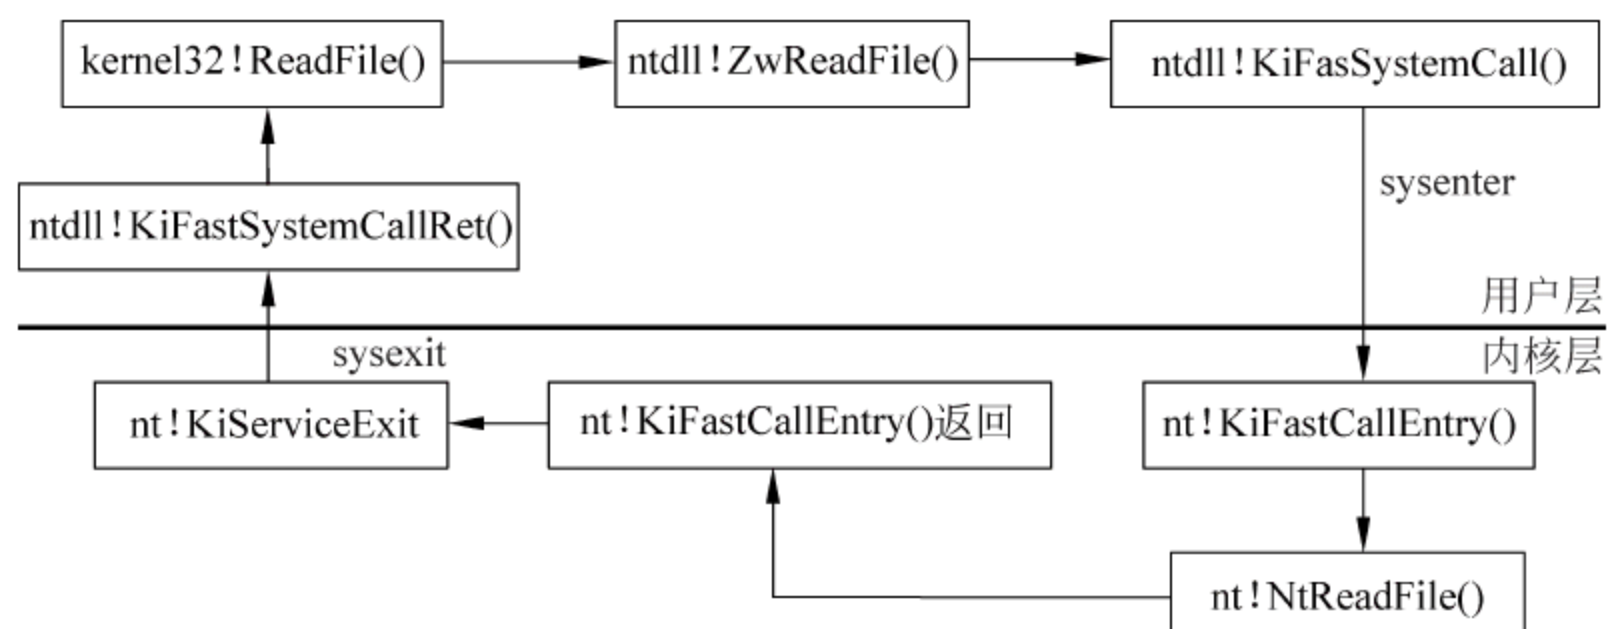 kernel32!ReadFile()
ntdll!ZwReadFile()
ntdll!KiFasSystemCall()
sysenter
ntdll!KiFastSystemCallRet()
用户层
sysexit
内核层
nt!KiServiceExit
nt!KiFastCallEntry()返回
nt!KiFastCallEntry()
nt!NtReadFile()